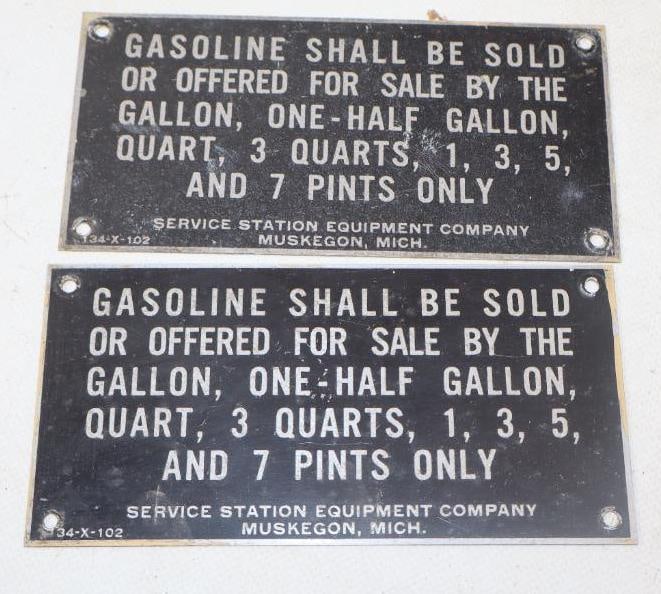 GASOLINE SHALL BE SOLD
OR OFFERED FOR SALE BY THE
GALLON, ONE-HALF GALLON,
QUART, 3 QUARTS, 1, 3, 5,
AND 7 PINTS ONLY
SERVICE STATION EQUIPMENT COMPANY
MUSKEGON, MICH.
134-X-102
GASOLINE SHALL BE SOLD
OR OFFERED FOR SALE BY THE
GALLON, ONE-HALF GALLON,
QUART, 3 QUARTS, 1, 3, 5,
AND 7 PINTS ONLY
SERVICE STATION EQUIPMENT COMPANY
MUSKEGON, MICH.
34-X-102